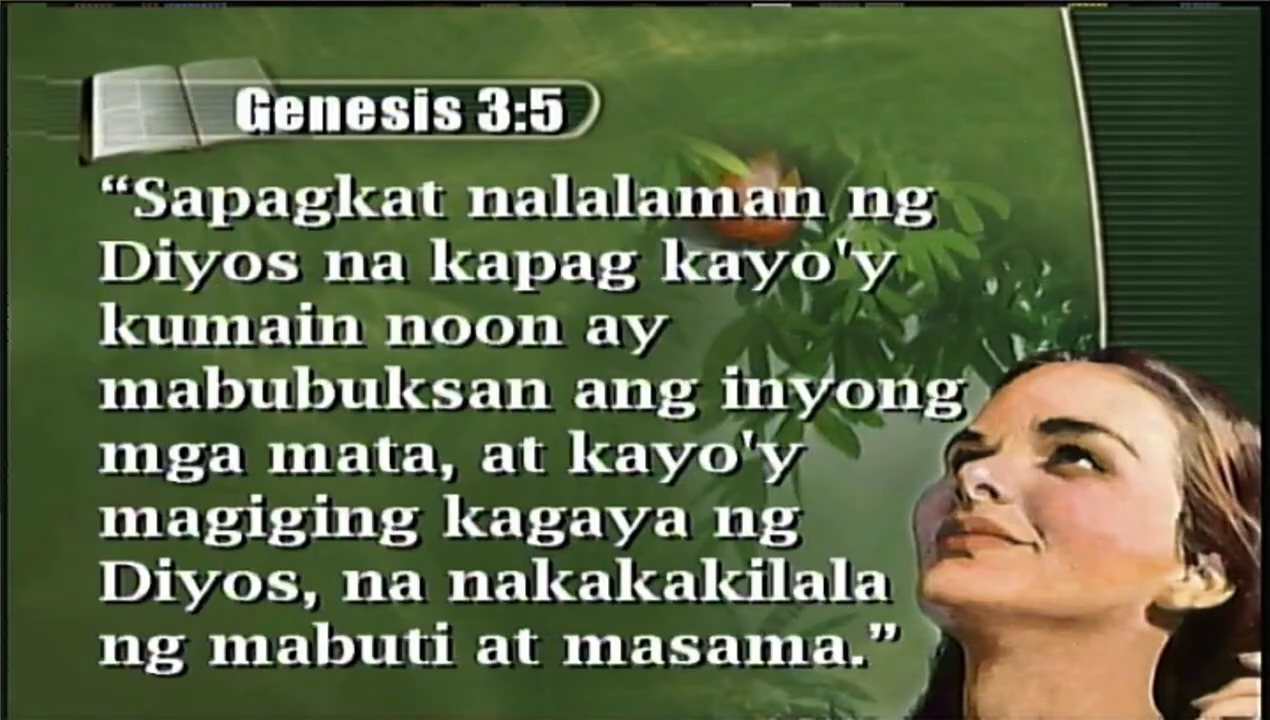 Genesis 3:5
“Sapagkat nalalaman ng
Diyos na kapag kayo'y
kumain noon ay
mabubuksan ang inyong
mga mata, at kayo'y
magiging kagaya ng
Diyos, na nakakakilala
ng mabuti at masama.”